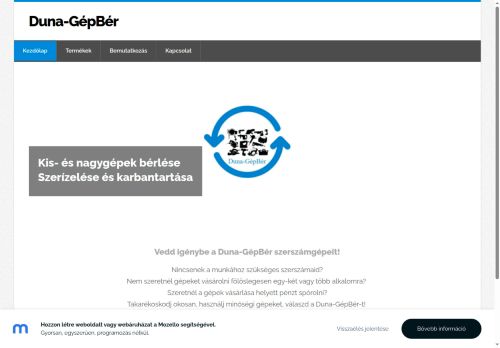 Duna-GépBér
Kezdőlap Termékek Bemutatkozás Kapcsolat
Duna-GépBér
Kis- és nagygépek bérlése
Szerízelése és karbantartása
Vedd igénybe a Duna-GépBér szerszámgépeit!
Nincsenek a munkához szükséges szerszámaid?
Nem szeretnél gépeket vásárolni fölöslegesen egy-két vagy több alkalomra?
Szeretnél a gépek vásárlása helyett pénzt spórolni?
Takarékoskodj okosan, használj minőségi gépeket, válaszd a Duna-GépBér-t!
Hozzon létre weboldalt vagy webáruházat a Mozello segítségével.
Gyorsan, egyszerűen, programozás nélkül.
Visszaélés jelentése
Bővebb információ